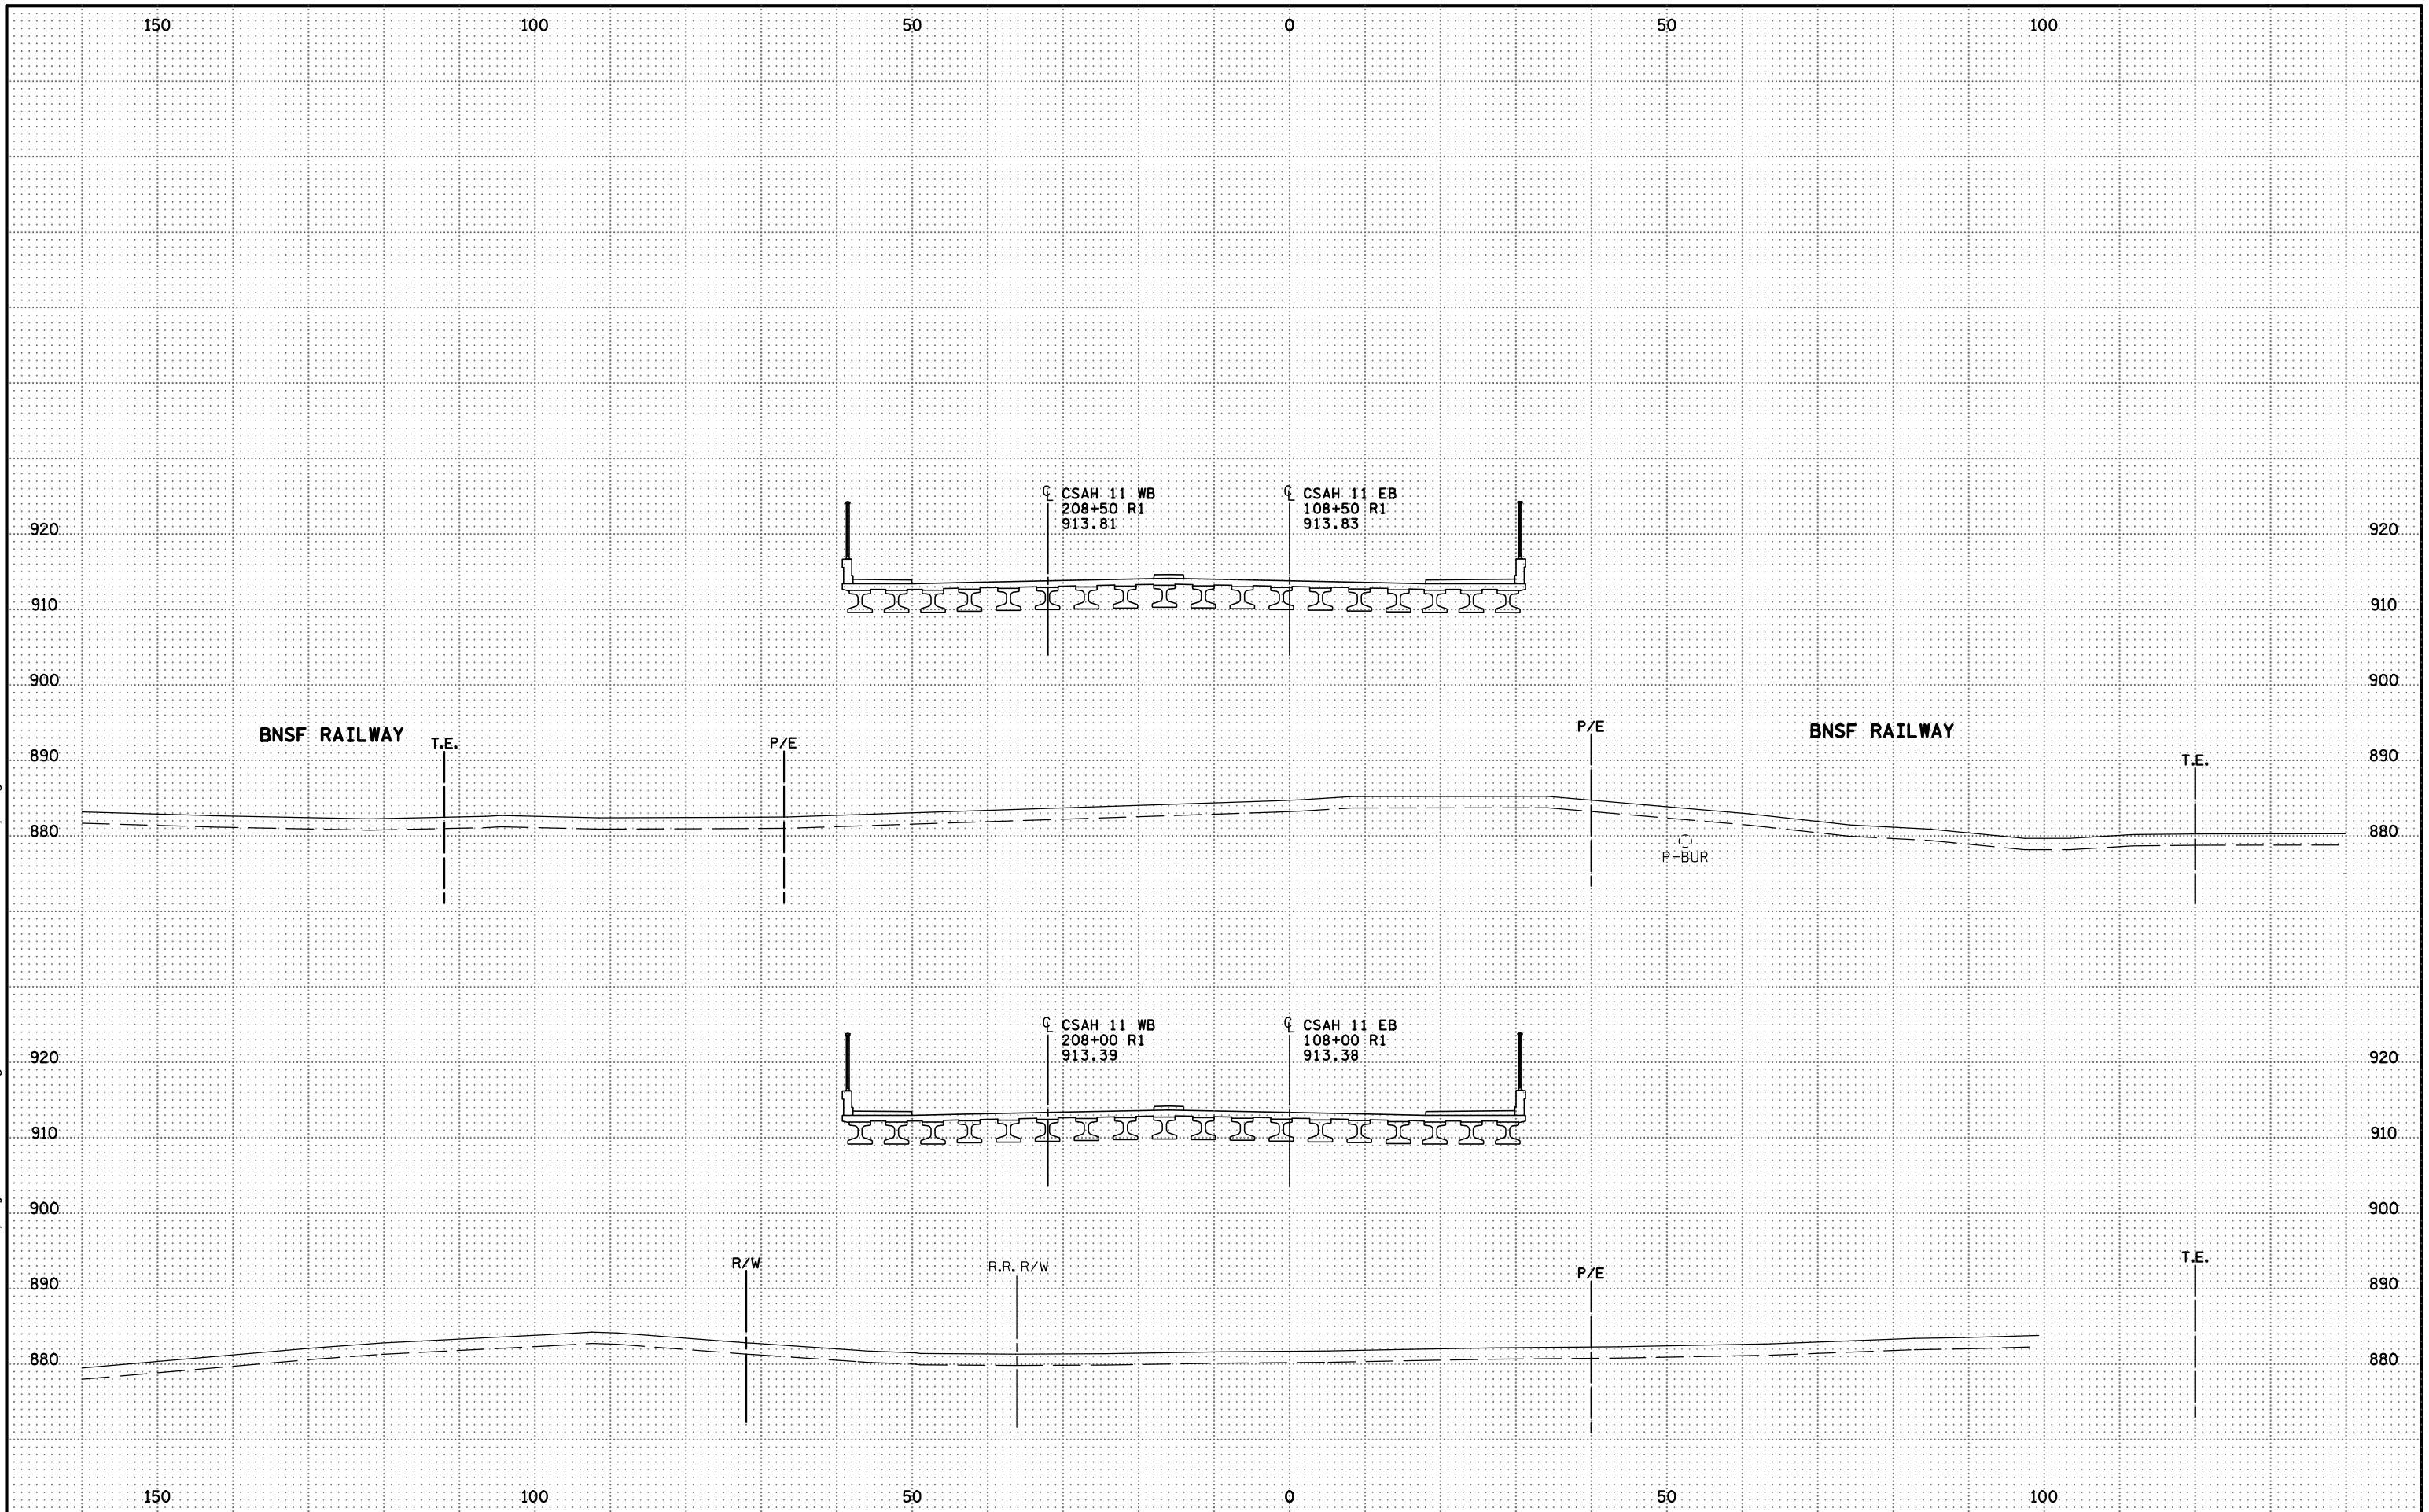 150 100 50 0 50 100
℄ CSAH 11 WB
208+50 R1
913.81
℄ CSAH 11 EB
108+50 R1
913.83
920 920
910 910
900 900
BNSF RAILWAY
T.E.
P/E
P/E
BNSF RAILWAY
T.E.
890 890
880 880
P-BUR
℄ CSAH 11 WB
208+00 R1
913.39
℄ CSAH 11 EB
108+00 R1
913.38
920 920
910 910
900 900
R/W
R.R. R/W
P/E
T.E.
890 890
880 880
150 100 50 0 50 100